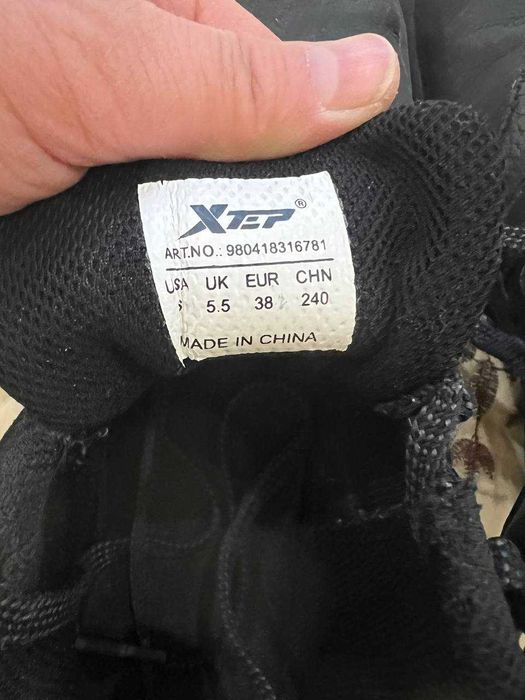 XTEP®
ART.NO.: 980418316781
USA UK EUR CHN
5.5 38 240
MADE IN CHINA